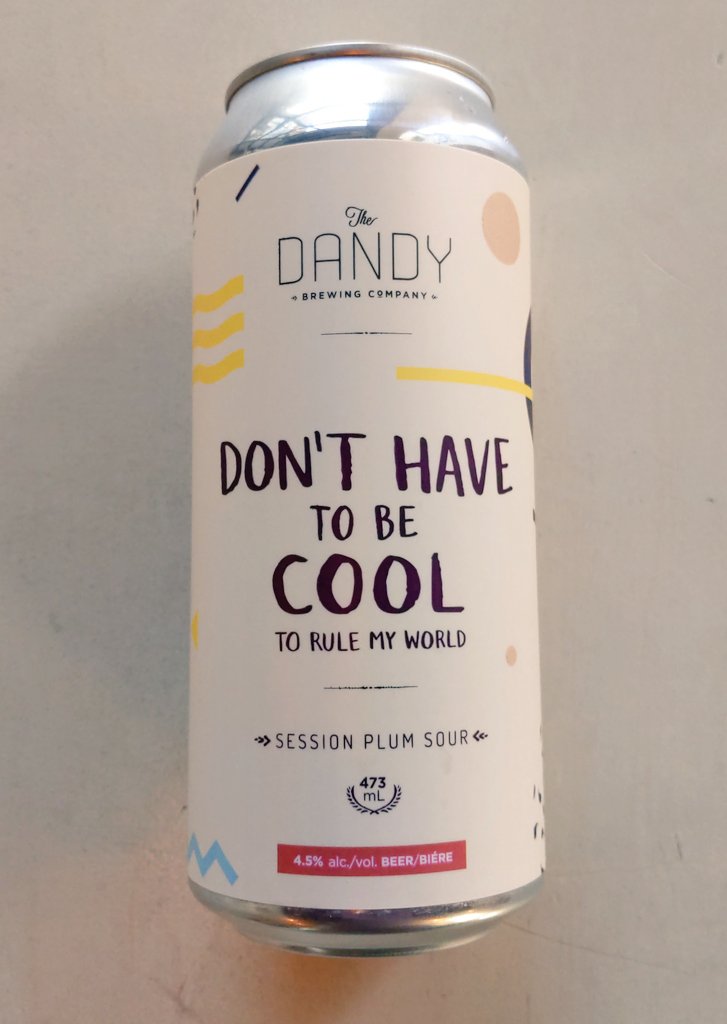 The
DANDY
BREWING COMPANY
DON'T HAVE
TO BE
COOL
TO RULE MY WORLD
SESSION PLUM SOUR
473
mL
4.5% alc./vol. BEER/BIÉRE